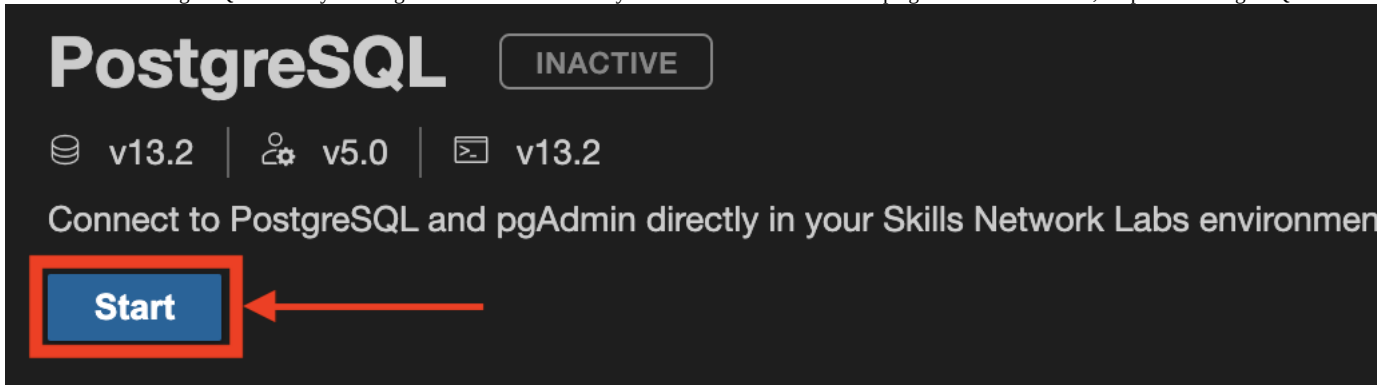 PostgreSQL INACTIVE
v13.2 v5.0 v13.2
Connect to PostgreSQL and pgAdmin directly in your Skills Network Labs environmen
Start